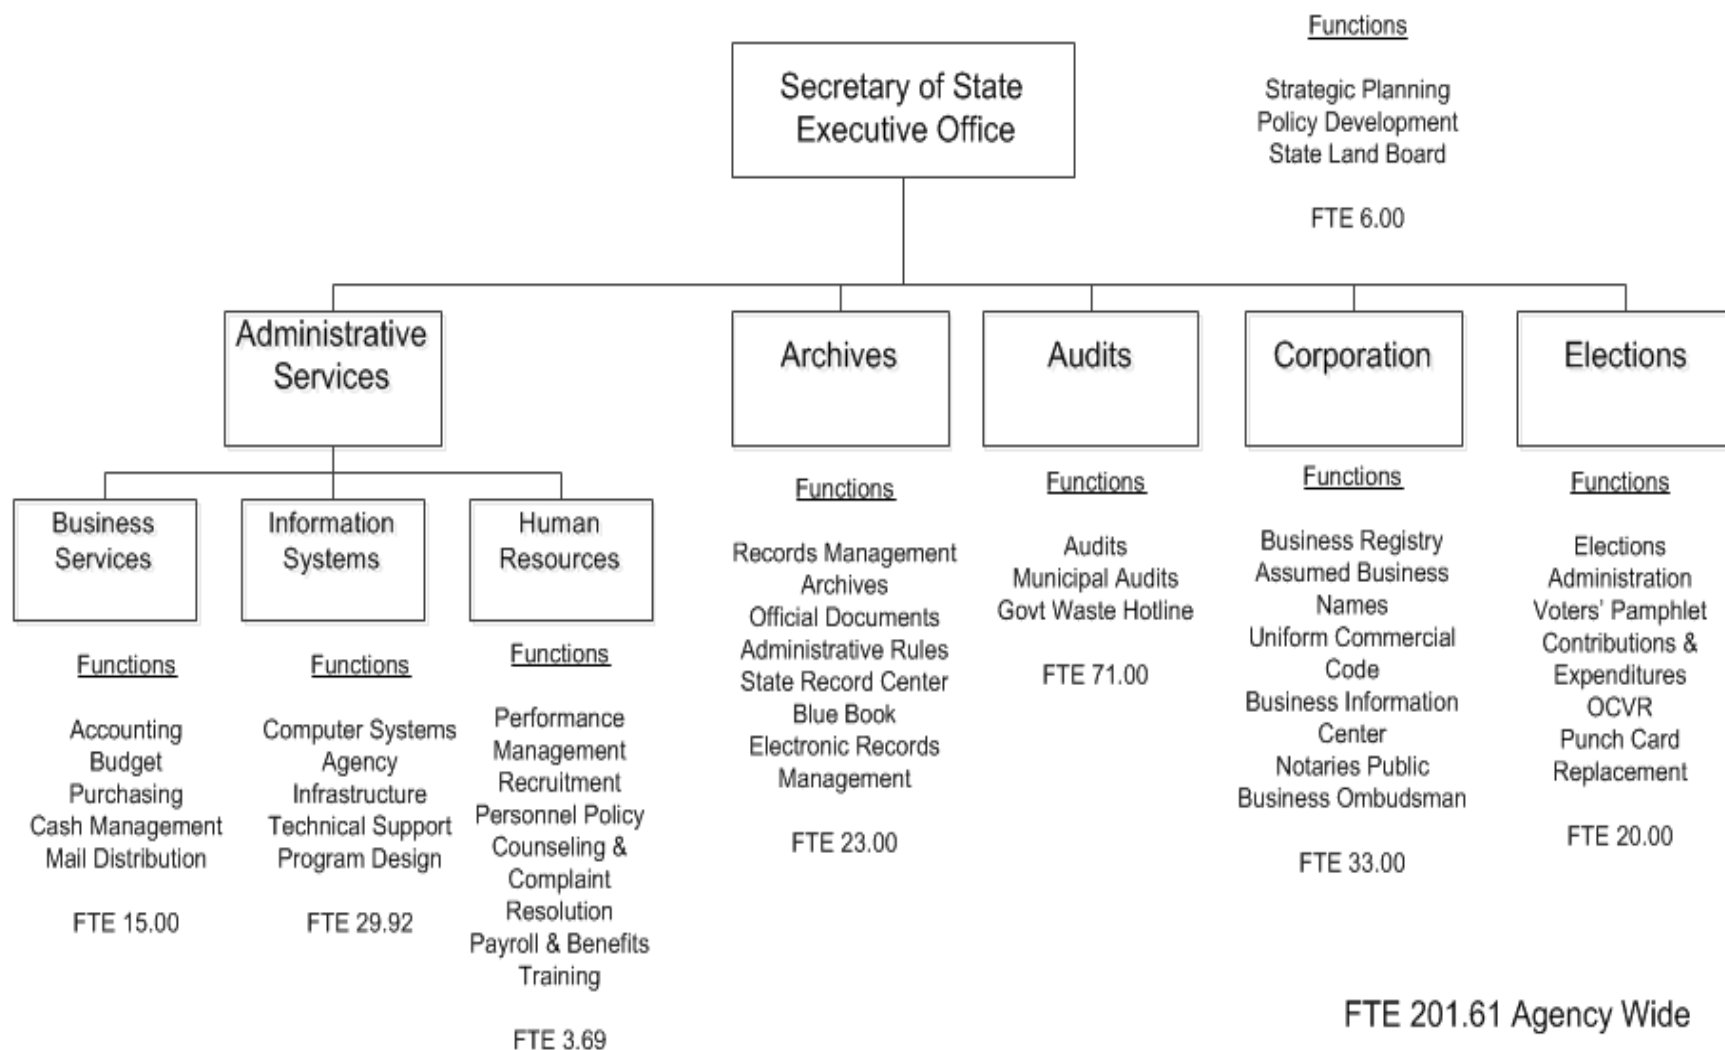 Functions
Strategic Planning
Policy Development
State Land Board
FTE 6.00
Secretary of State
Executive Office
Administrative
Services
Archives
Audits
Corporation
Elections
Business
Services
Functions
Accounting
Budget
Purchasing
Cash Management
Mail Distribution
FTE 15.00
Information
Systems
Functions
Computer Systems
Agency
Infrastructure
Technical Support
Program Design
FTE 29.92
Human
Resources
Functions
Performance
Management
Recruitment
Personnel Policy
Counseling &
Complaint
Resolution
Payroll & Benefits
Training
FTE 3.69
Functions
Records Management
Archives
Official Documents
Administrative Rules
State Record Center
Blue Book
Electronic Records
Management
FTE 23.00
Functions
Audits
Municipal Audits
Govt Waste Hotline
FTE 71.00
Functions
Business Registry
Assumed Business
Names
Uniform Commercial
Code
Business Information
Center
Notaries Public
Business Ombudsman
FTE 33.00
Functions
Elections
Administration
Voters' Pamphlet
Contributions &
Expenditures
OCVR
Punch Card
Replacement
FTE 20.00
FTE 201.61 Agency Wide